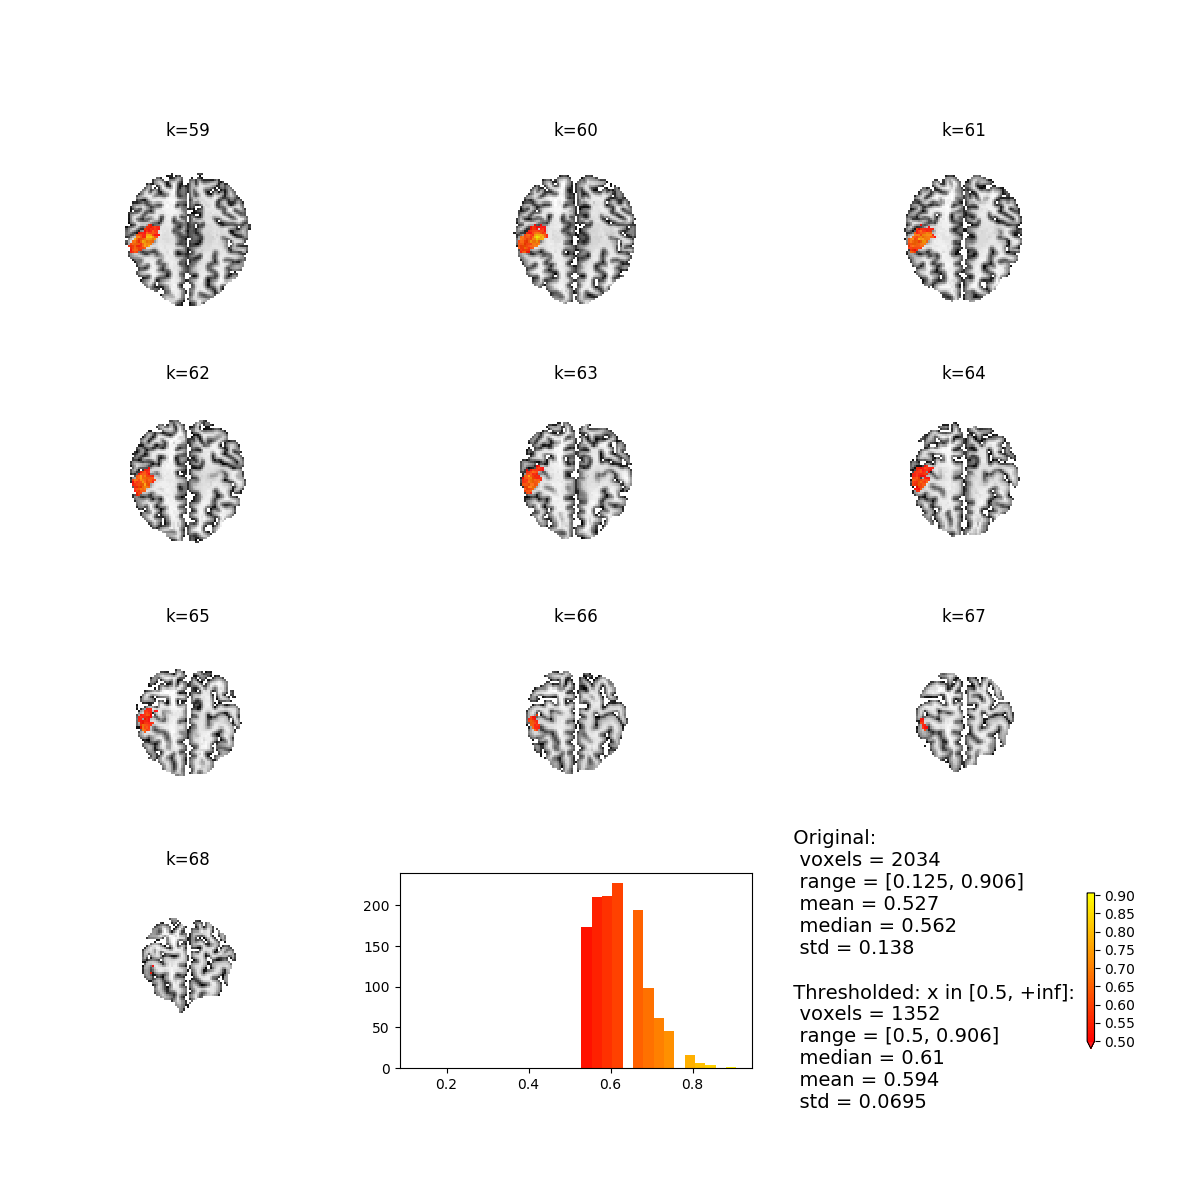 k=59
k=60
k=61
k=62
k=63
k=64
k=65
k=66
k=67
k=68
200
150
100
50
0
0.2
0.4
0.6
0.8
Original:
voxels = 2034
range = [0.125, 0.906]
mean = 0.527
median = 0.562
std = 0.138
Thresholded: x in [0.5, +inf]:
voxels = 1352
range = [0.5, 0.906]
median = 0.61
mean = 0.594
std = 0.0695
0.90
0.85
0.80
0.75
0.70
0.65
0.60
0.55
0.50